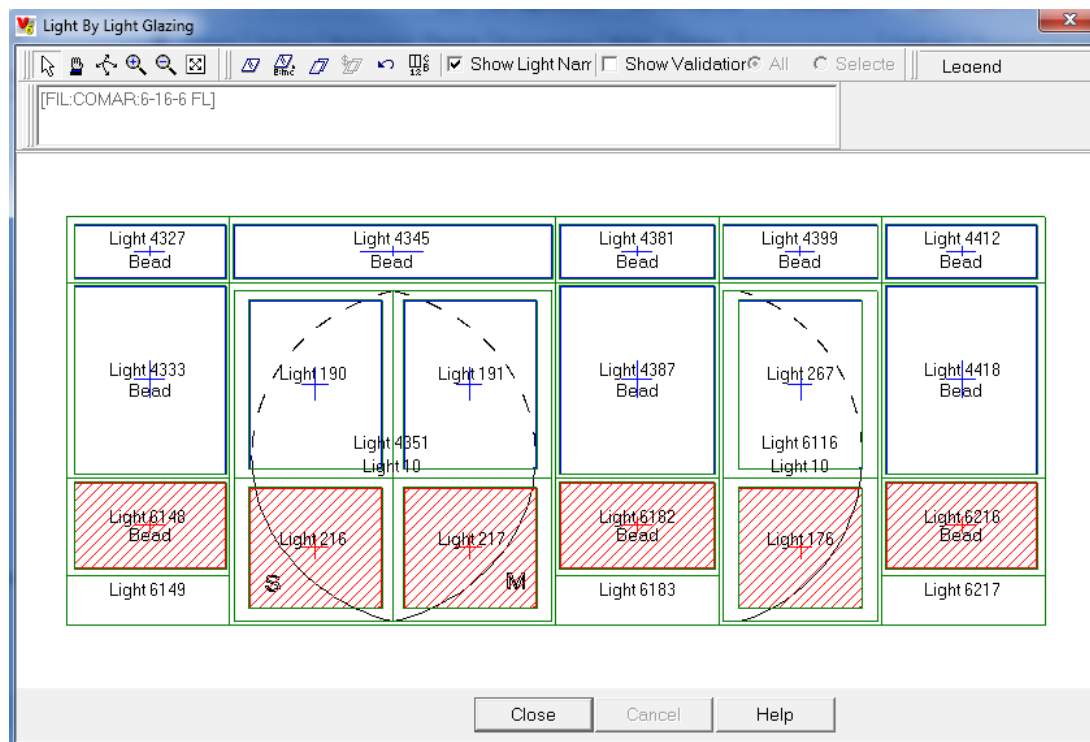 Light By Light Glazing
Show Light Nam Show Validation All Selecte Legend
[FIL:COMAR:6-16-6 FL]
Light 4327 Light 4345 Light 4381 Light 4399 Light 4412
Bead Bead Bead Bead Bead
Light 4333 Light 190 Light 191 Light 4387 Light 267 Light 4418
Bead Bead Bead
Light 4351 Light 6116
Light 10 Light 10
Light 6148 Light 6182 Light 6216
Bead Light 216 Light 217 Bead Light 176 Bead
S M
Light 6149 Light 6183 Light 6217
Close Cancel Help